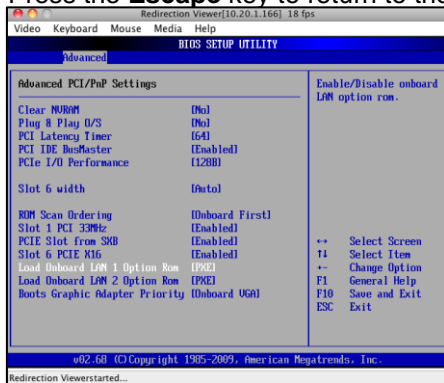 Press the Escape key to return to the
Redirection Viewer[10.20.1.166] 18 fps
Video Keyboard Mouse Media Help
BIOS SETUP UTILITY
Advanced
Advanced PCI/PnP Settings
Clear NVRAM [No]
Plug & Play O/S [No]
PCI Latency Timer [64]
PCI IDE BusMaster [Enabled]
PCIe I/O Performance [128B]
Slot 6 width [Auto]
ROM Scan Ordering [Onboard First]
Slot 1 PCI 33MHz [Enabled]
PCIE Slot from SXB [Enabled]
Slot 6 PCIE X16 [Enabled]
Load Onboard LAN 1 Option Rom [PXE]
Load Onboard LAN 2 Option Rom [PXE]
Boots Graphic Adapter Priority [Onboard VGA]
Enable/Disable onboard
LAN option rom.
↔ Select Screen
↑↓ Select Item
+- Change Option
F1 General Help
F10 Save and Exit
ESC Exit
v02.68 (C)Copyright 1985-2009, American Megatrends, Inc.
Redirection Viewerstarted...